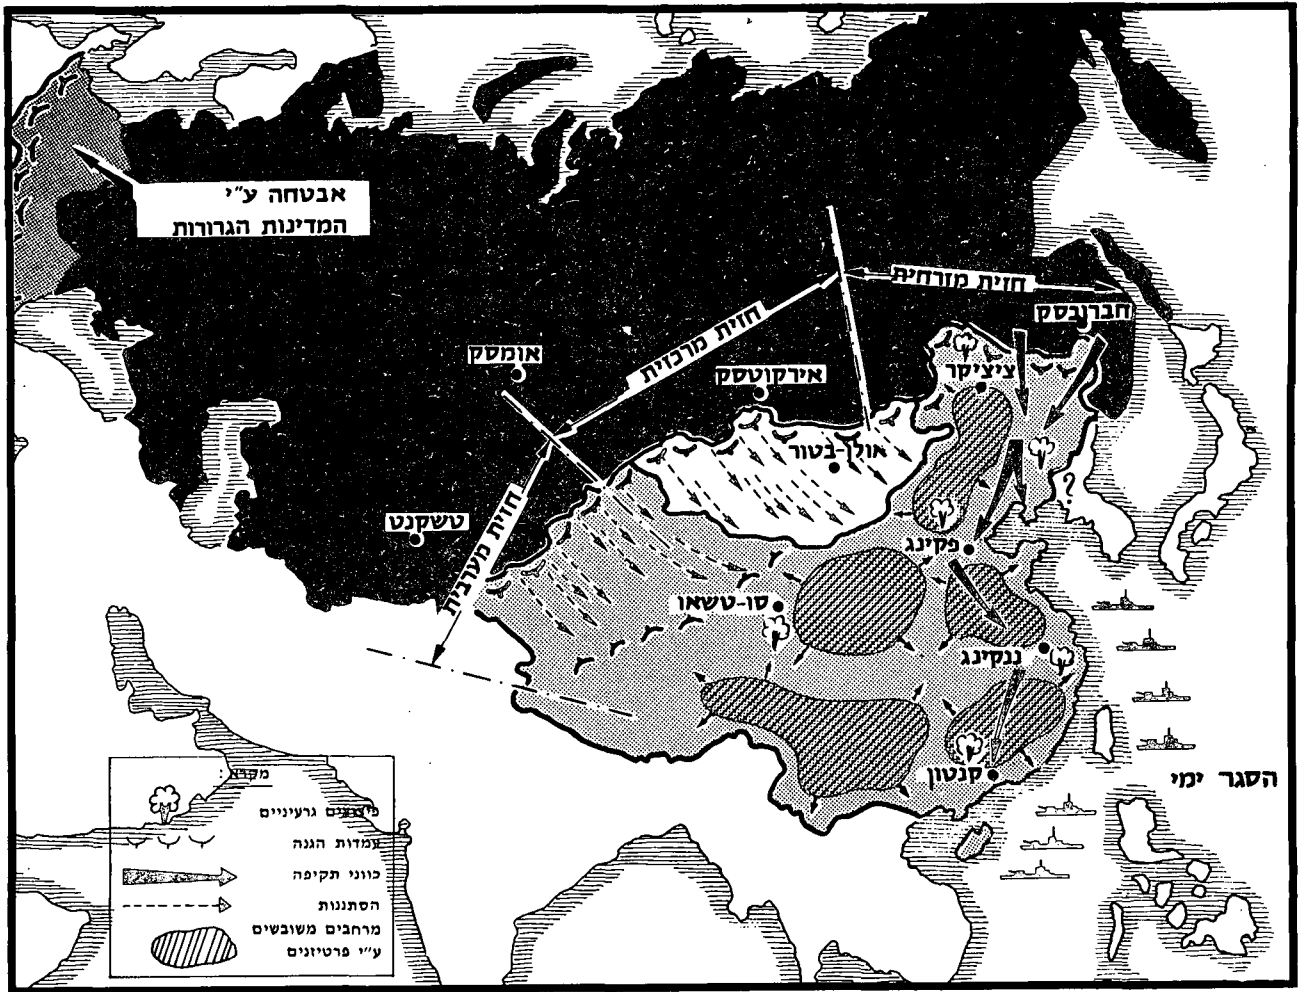 אבטחה ע"י
המדינות הגרורות
חזית מזרחית
חברובסק
חזית מרכזית
אומסק
אירקוטסק
ציציקר
אולן-בטור
?
חזית מערבית
טשקנט
פקינג
סו-טשאו
ננקינג
קנטון
הסגר ימי
מקרא:
פיצוצים גרעיניים
עמדות הגנה
כווני תקיפה
הסתננות
מרחבים משובשים
ע"י פרטיזנים